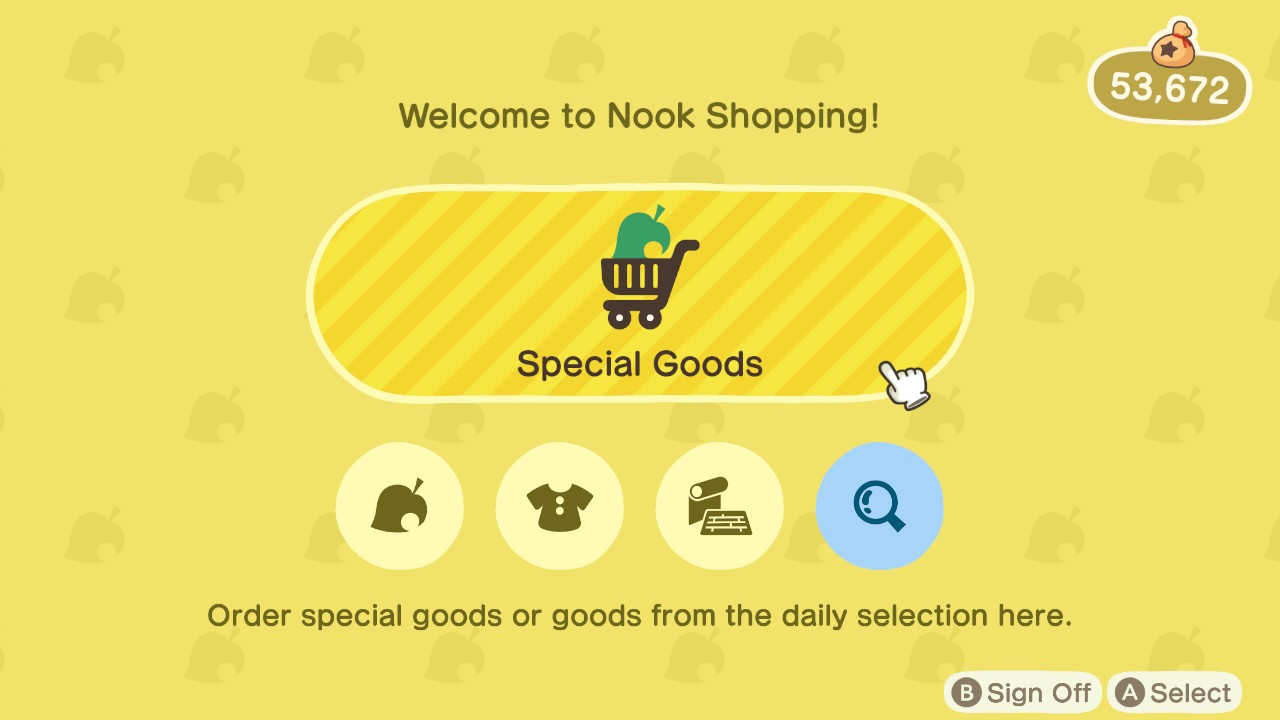 53,672
Welcome to Nook Shopping!
Special Goods
Order special goods or goods from the daily selection here.
B Sign Off A Select